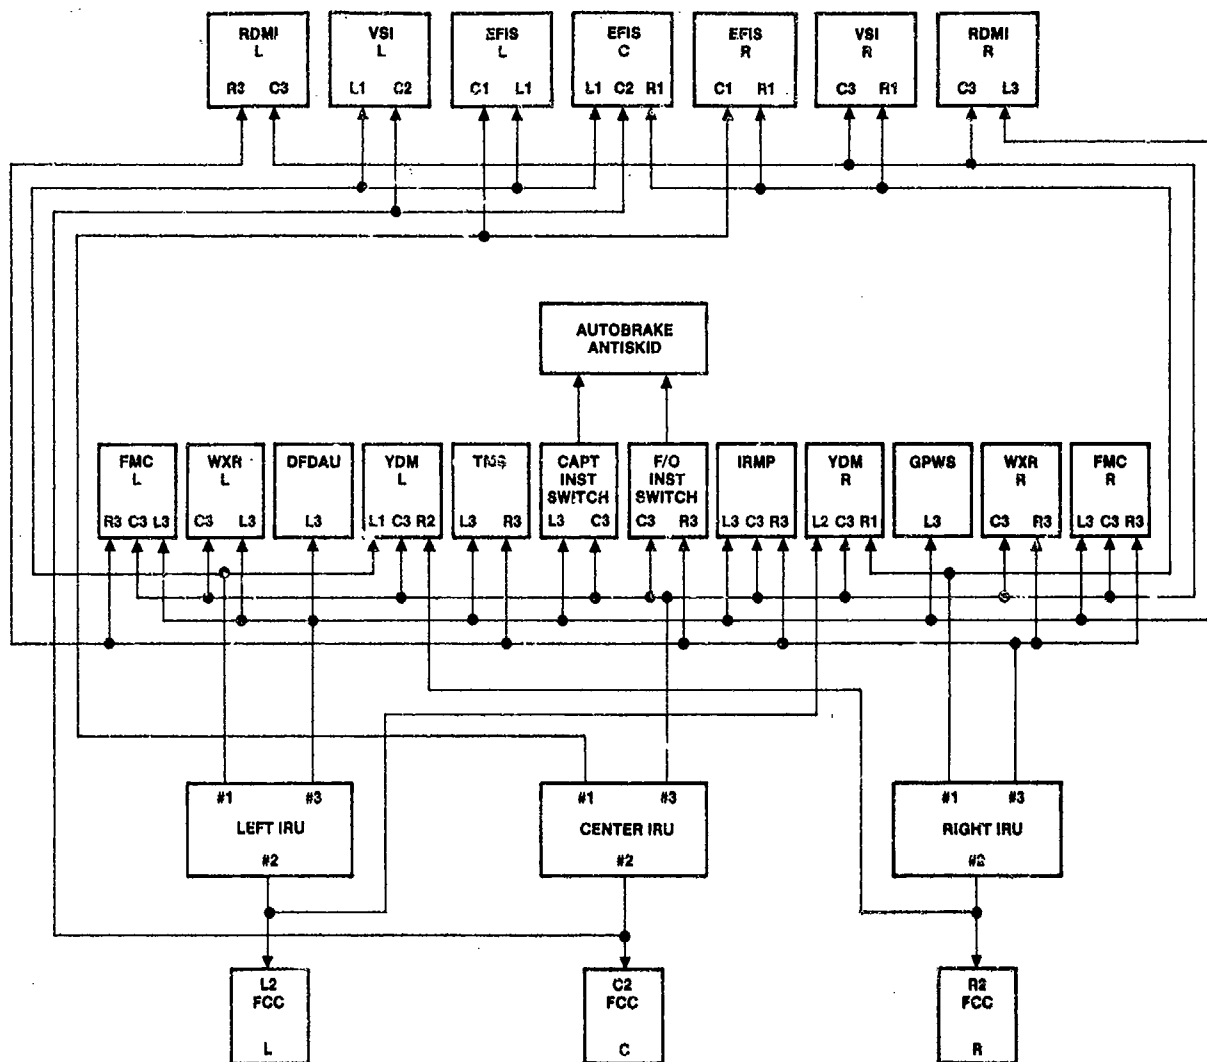 RDMI
L
R3 C3
VSI
L
L1 C2
EFIS
L
C1 L1
EFIS
C
L1 C2 R1
EFIS
R
C1 R1
VSI
R
C3 R1
RDMI
R
C3 L3
AUTOBRAKE
ANTISKID
FMC
L
R3 C3 L3
WXR
L
C3 L3
DFDAU
L3
YDM
L
L1 C3 R2
TMS
L3 R3
CAPT
INST
SWITCH
L3 C3
F/O
INST
SWITCH
C3 R3
IRMP
L3 C3 R3
YDM
R
L2 C3 R1
GPWS
L3
WXR
R
C3 R3
FMC
R
L3 C3 R3
#1 #3
LEFT IRU
#2
#1 #3
CENTER IRU
#2
#1 #3
RIGHT IRU
#2
L2
FCC
L
C2
FCC
C
R2
FCC
R